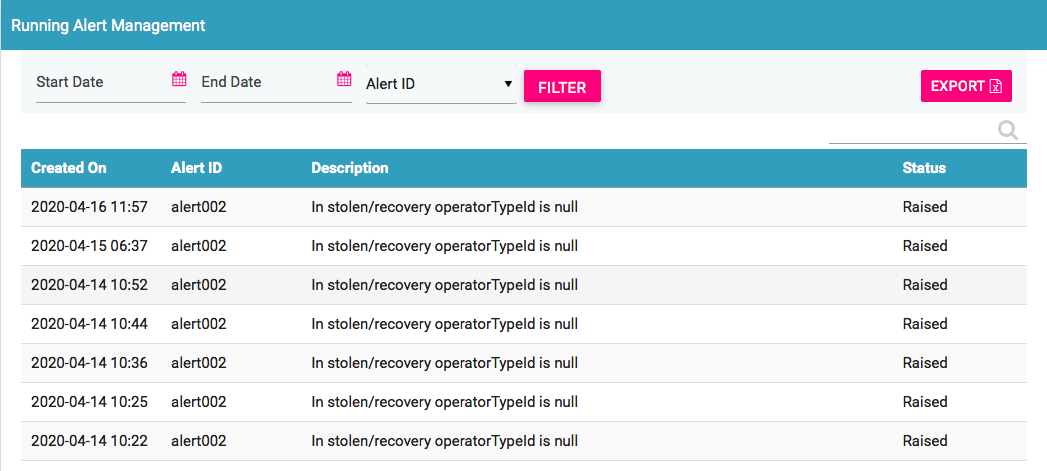 Running Alert Management
Start Date End Date Alert ID FILTER EXPORT
Created On Alert ID Description Status
2020-04-16 11:57 alert002 In stolen/recovery operatorTypeId is null Raised
2020-04-15 06:37 alert002 In stolen/recovery operatorTypeId is null Raised
2020-04-14 10:52 alert002 In stolen/recovery operatorTypeId is null Raised
2020-04-14 10:44 alert002 In stolen/recovery operatorTypeId is null Raised
2020-04-14 10:36 alert002 In stolen/recovery operatorTypeId is null Raised
2020-04-14 10:25 alert002 In stolen/recovery operatorTypeId is null Raised
2020-04-14 10:22 alert002 In stolen/recovery operatorTypeId is null Raised